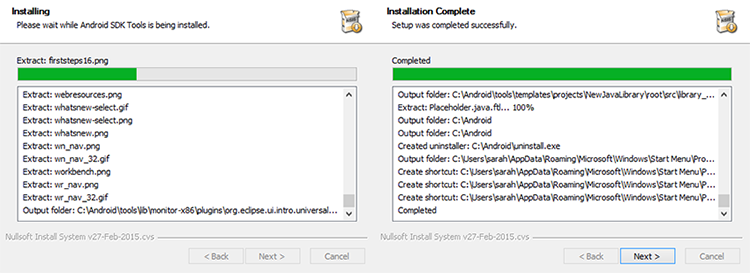 Installing
Please wait while Android SDK Tools is being installed.
Extract: firststeps16.png
Extract: webresources.png
Extract: whatsnew-select.gif
Extract: whatsnew-select.png
Extract: whatsnew.png
Extract: wn_nav.png
Extract: wn_nav_32.gif
Extract: workbench.png
Extract: wr_nav.png
Extract: wr_nav_32.gif
Output folder: C:\Android\tools\lib\monitor-x86\plugins\org.eclipse.ui.intro.universal...
Nullsoft Install System v27-Feb-2015.cvs
< Back
Next >
Cancel
Installation Complete
Setup was completed successfully.
Completed
Output folder: C:\Android\tools\templates\projects\NewJavaLibrary\root\src\library_...
Extract: Placeholder.java.ftl... 100%
Output folder: C:\Android
Output folder: C:\Android
Created uninstaller: C:\Android\uninstall.exe
Output folder: C:\Users\sarah\AppData\Roaming\Microsoft\Windows\Start Menu\Pro...
Create shortcut: C:\Users\sarah\AppData\Roaming\Microsoft\Windows\Start Menu\P...
Create shortcut: C:\Users\sarah\AppData\Roaming\Microsoft\Windows\Start Menu\P...
Create shortcut: C:\Users\sarah\AppData\Roaming\Microsoft\Windows\Start Menu\P...
Completed
Nullsoft Install System v27-Feb-2015.cvs
< Back
Next >
Cancel